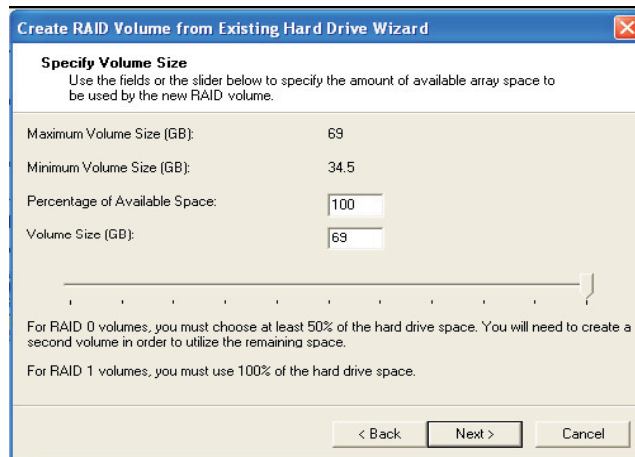 Create RAID Volume from Existing Hard Drive Wizard
Specify Volume Size
Use the fields or the slider below to specify the amount of available array space to
be used by the new RAID volume.
Maximum Volume Size (GB): 69
Minimum Volume Size (GB): 34.5
Percentage of Available Space: 100
Volume Size (GB): 69
For RAID 0 volumes, you must choose at least 50% of the hard drive space. You will need to create a
second volume in order to utilize the remaining space.
For RAID 1 volumes, you must use 100% of the hard drive space.
< Back Next > Cancel